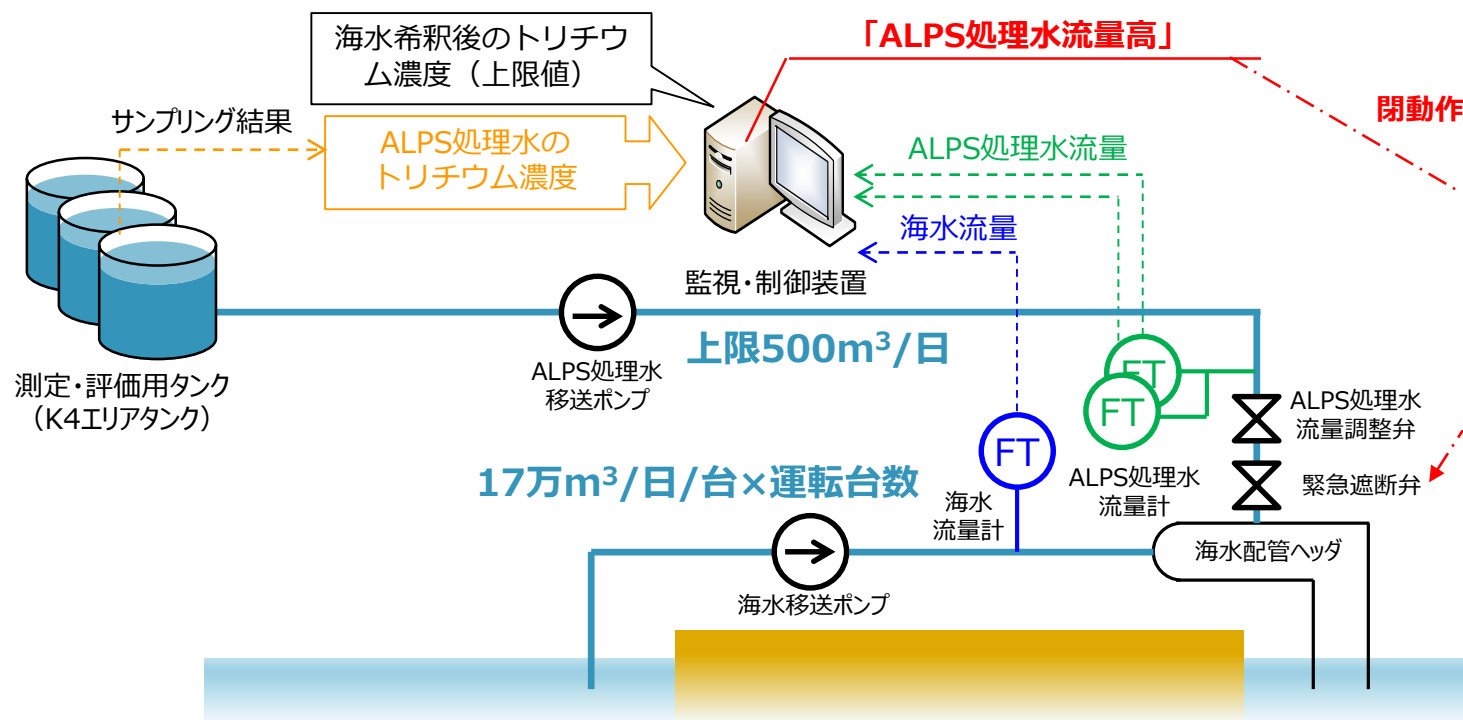 海水希釈後のトリチウ
ム濃度（上限値）
「ALPS処理水流量高」
閉動作
サンプリング結果
ALPS処理水の
トリチウム濃度
ALPS処理水流量
海水流量
監視・制御装置
上限500m³/日
ALPS処理水
移送ポンプ
測定・評価用タンク
（K4エリアタンク）
FT
FT
ALPS処理水
流量調整弁
FT
17万m³/日/台×運転台数
ALPS処理水
流量計
緊急遮断弁
海水
流量計
海水配管ヘッダ
海水移送ポンプ